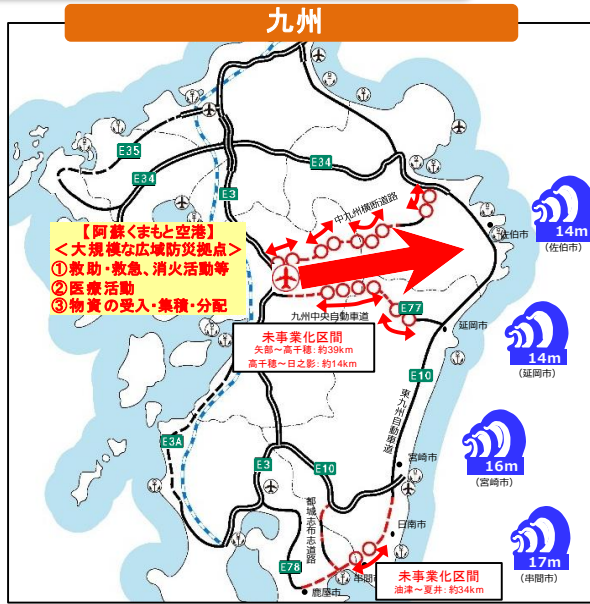 九州
E35
E34
E34
E3
中九州横断道路
【阿蘇くまもと空港】
＜大規模な広域防災拠点＞
①救助・救急、消火活動等
②医療活動
③物資の受入・集積・分配
佐伯市
14m
(佐伯市)
九州中央自動車道
E77
未事業化区間
矢部～高千穂：約39km
高千穂～日之影：約14km
延岡市
14m
(延岡市)
E10
東九州自動車道
E3A
E3
E10
宮崎市
16m
(宮崎市)
都城志布志道路
日南市
E78
串間市
鹿屋市
未事業化区間
油津～夏井：約34km
17m
(串間市)